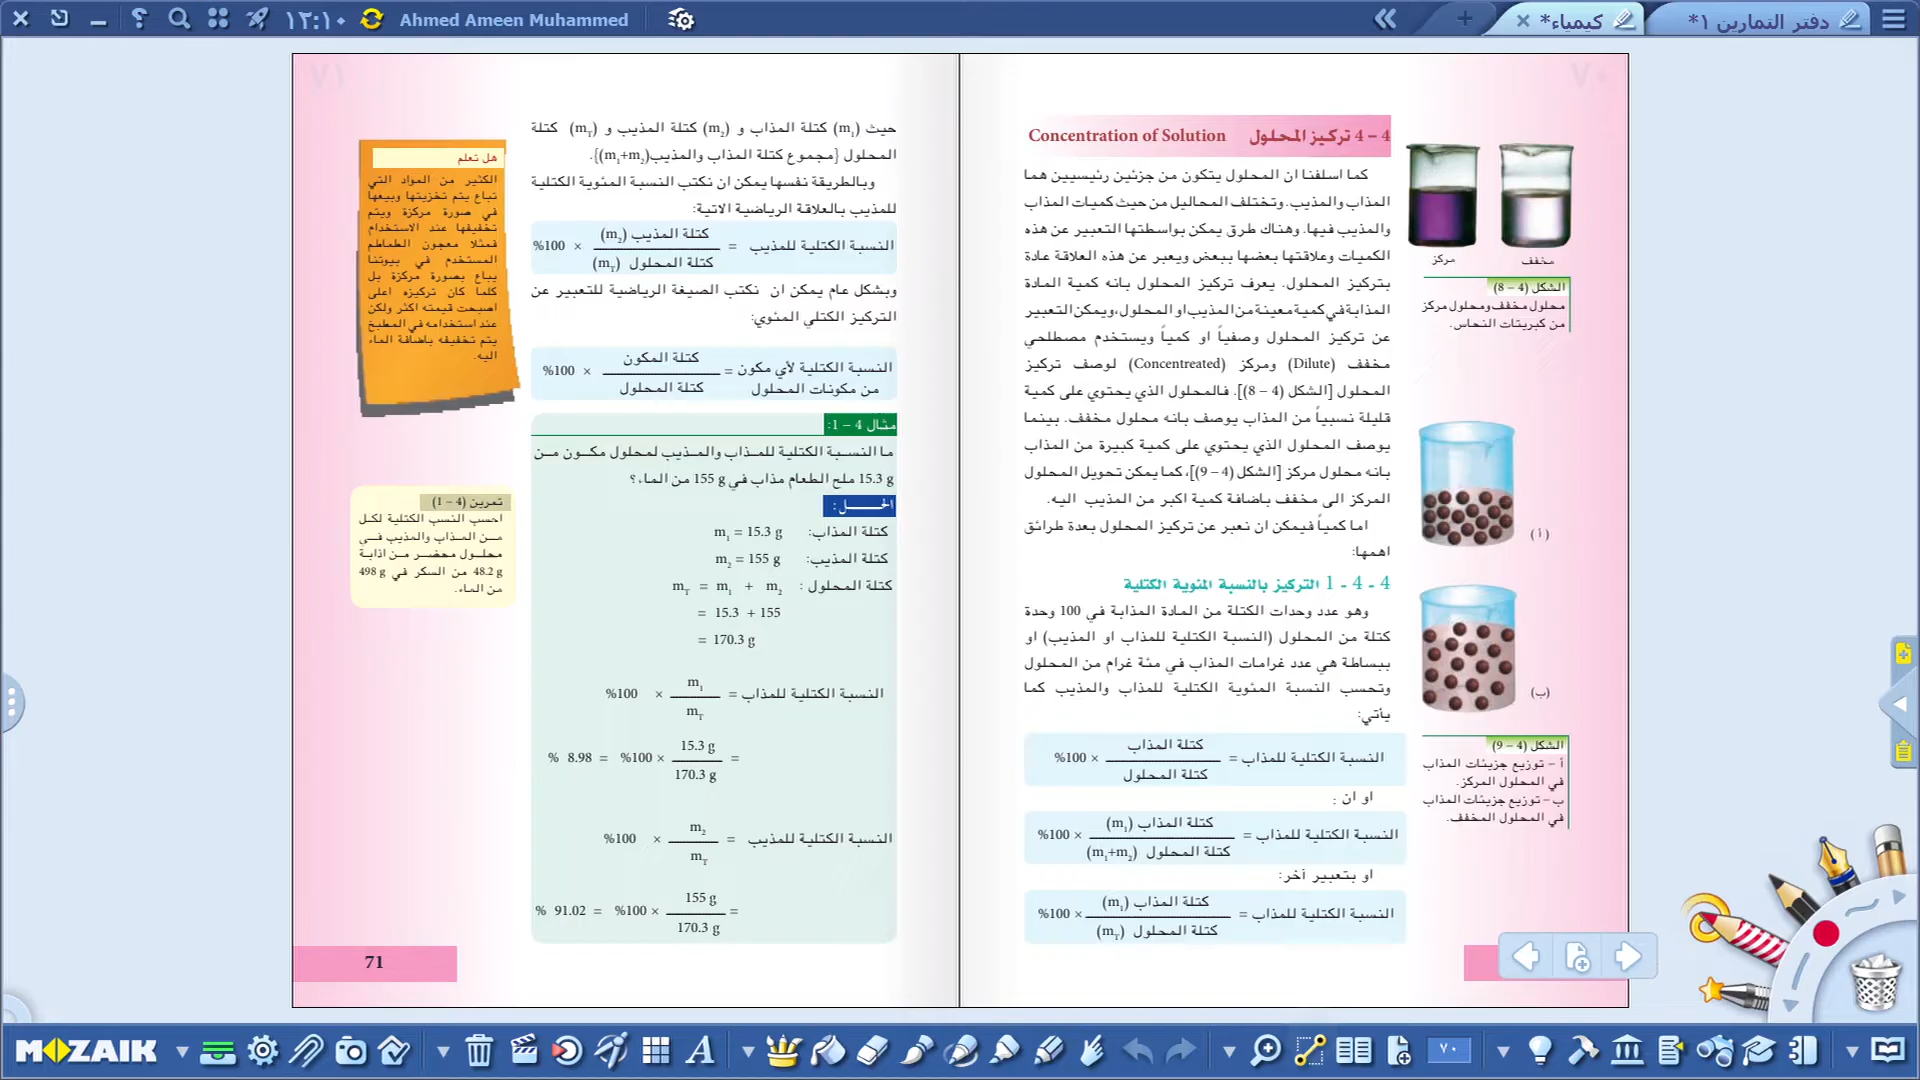 ١٢:١٠ Ahmed Ameen Muhammed
كيمياء*
دفتر التمارين ١*
٧٠
4 – 4 تركيز المحلول Concentration of Solution
كما اسلفنا ان المحلول يتكون من جزئين رئيسيين هما
المذاب والمذيب. وتختلف المحاليل من حيث كميات المذاب
والمذيب فيها. وهناك طرق يمكن بواسطتها التعبير عن هذه
الكميات وعلاقتها بعضها ببعض ويعبر عن هذه العلاقة عادة
بتركيز المحلول. يعرف تركيز المحلول بانه كمية المادة
المذابة في كمية معينة من المذيب او المحلول، ويمكن التعبير
عن تركيز المحلول وصفياً او كمياً ويستخدم مصطلحي
مخفف (Dilute) ومركز (Concentreated) لوصف تركيز
المحلول [الشكل (4 – 8)]. فالمحلول الذي يحتوي على كمية
قليلة نسبياً من المذاب يوصف بانه محلول مخفف. بينما
يوصف المحلول الذي يحتوي على كمية كبيرة من المذاب
بانه محلول مركز [الشكل (4 – 9)]، كما يمكن تحويل المحلول
المركز الى مخفف باضافة كمية اكبر من المذيب اليه.
اما كمياً فيمكن ان نعبر عن تركيز المحلول بعدة طرائق
اهمها:
4 - 4 - 1 التركيز بالنسبة المئوية الكتلية
وهو عدد وحدات الكتلة من المادة المذابة في 100 وحدة
كتلة من المحلول (النسبة الكتلية للمذاب او المذيب) او
ببساطة هي عدد غرامات المذاب في مئة غرام من المحلول
وتحسب النسبة المئوية الكتلية للمذاب والمذيب كما
يأتي:
النسبة الكتلية للمذاب = كتلة المذاب / كتلة المحلول × 100%
او ان :
النسبة الكتلية للمذاب = كتلة المذاب (m1) / كتلة المحلول (m1+m2) × 100%
او بتعبير آخر:
النسبة الكتلية للمذاب = كتلة المذاب (m1) / كتلة المحلول (mT) × 100%
مخفف
مركز
الشكل (4 – 8)
محلول مخفف ومحلول مركز
من كبريتات النحاس.
(أ)
(ب)
الشكل (4 – 9)
أ – توزيع جزيئات المذاب
في المحلول المركز.
ب – توزيع جزيئات المذاب
في المحلول المخفف.
٧١
حيث (m1) كتلة المذاب و (m2) كتلة المذيب و (mT) كتلة
المحلول {مجموع كتلة المذاب والمذيب(m1+m2)}.
وبالطريقة نفسها يمكن ان نكتب النسبة المئوية الكتلية
للمذيب بالعلاقة الرياضية الاتية:
النسبة الكتلية للمذيب = كتلة المذيب (m2) / كتلة المحلول (mT) × 100%
وبشكل عام يمكن ان نكتب الصيغة الرياضية للتعبير عن
التركيز الكتلي المئوي:
النسبة الكتلية لأي مكون = كتلة المكون / كتلة المحلول × 100%
من مكونات المحلول
مثال 4 – 1:
ما النسبة الكتلية للمذاب والمذيب لمحلول مكون من
15.3 g ملح الطعام مذاب في 155 g من الماء؟
الحل :
كتلة المذاب: m1 = 15.3 g
كتلة المذيب: m2 = 155 g
كتلة المحلول : mT = m1 + m2
= 15.3 + 155
= 170.3 g
النسبة الكتلية للمذاب = m1 / mT × 100%
= 15.3 g / 170.3 g × 100% = 8.98 %
النسبة الكتلية للمذيب = m2 / mT × 100%
= 155 g / 170.3 g × 100% = 91.02 %
هل تعلم
الكثير من المواد التي
تباع يتم تخزينها وبيعها
في صورة مركزة ويتم
تخفيفها عند الاستخدام
فمثلا معجون الطماطم
المستخدم في بيوتنا
يباع بصورة مركزة بل
كلما كان تركيزه اعلى
اصبحت قيمته اكثر ولكن
عند استخدامه في المطبخ
يتم تخفيفه باضافة الماء
اليه.
تمرين (4 – 1)
احسب النسب الكتلية لكل
من المذاب والمذيب في
محلول محضر من اذابة
48.2 g من السكر في 498 g
من الماء.
71
MOZAIK
٧٠